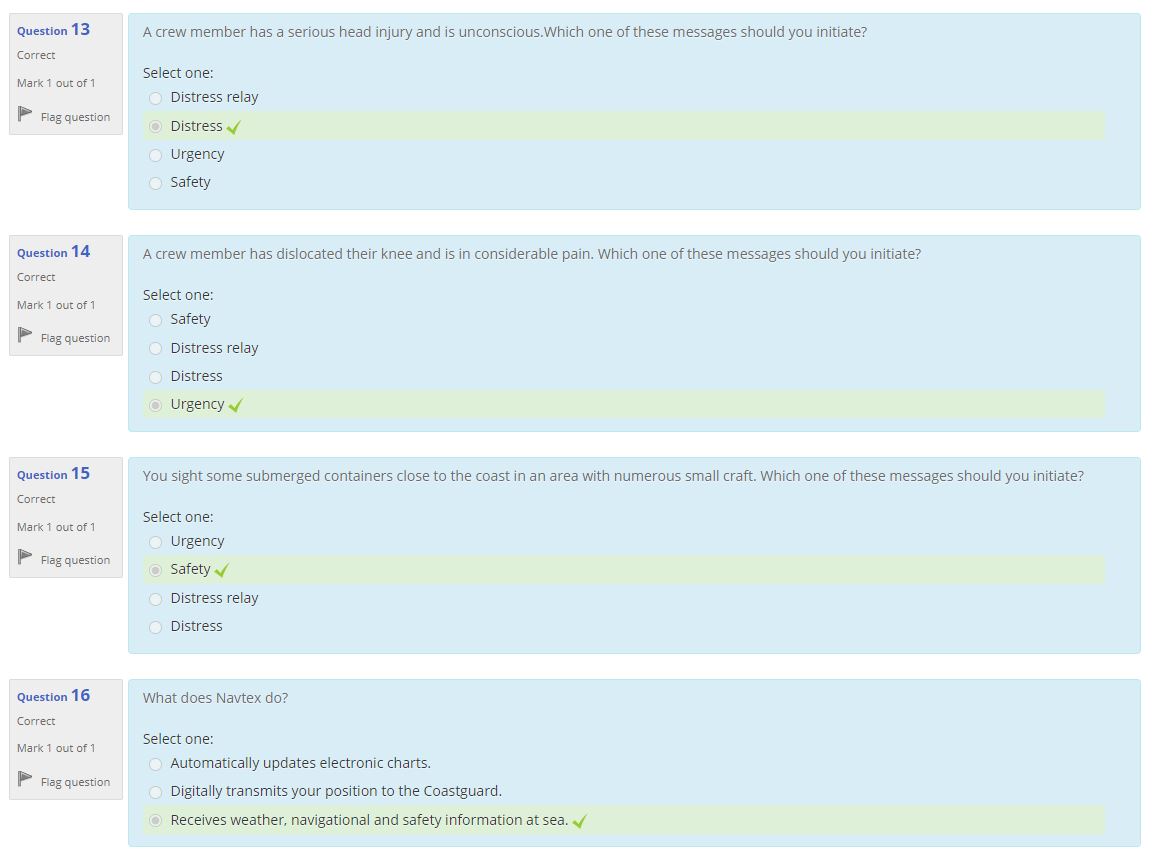 Question 13
Correct
Mark 1 out of 1
Flag question
A crew member has a serious head injury and is unconscious.Which one of these messages should you initiate?
Select one:
Distress relay
Distress
Urgency
Safety
Question 14
Correct
Mark 1 out of 1
Flag question
A crew member has dislocated their knee and is in considerable pain. Which one of these messages should you initiate?
Select one:
Safety
Distress relay
Distress
Urgency
Question 15
Correct
Mark 1 out of 1
Flag question
You sight some submerged containers close to the coast in an area with numerous small craft. Which one of these messages should you initiate?
Select one:
Urgency
Safety
Distress relay
Distress
Question 16
Correct
Mark 1 out of 1
Flag question
What does Navtex do?
Select one:
Automatically updates electronic charts.
Digitally transmits your position to the Coastguard.
Receives weather, navigational and safety information at sea.